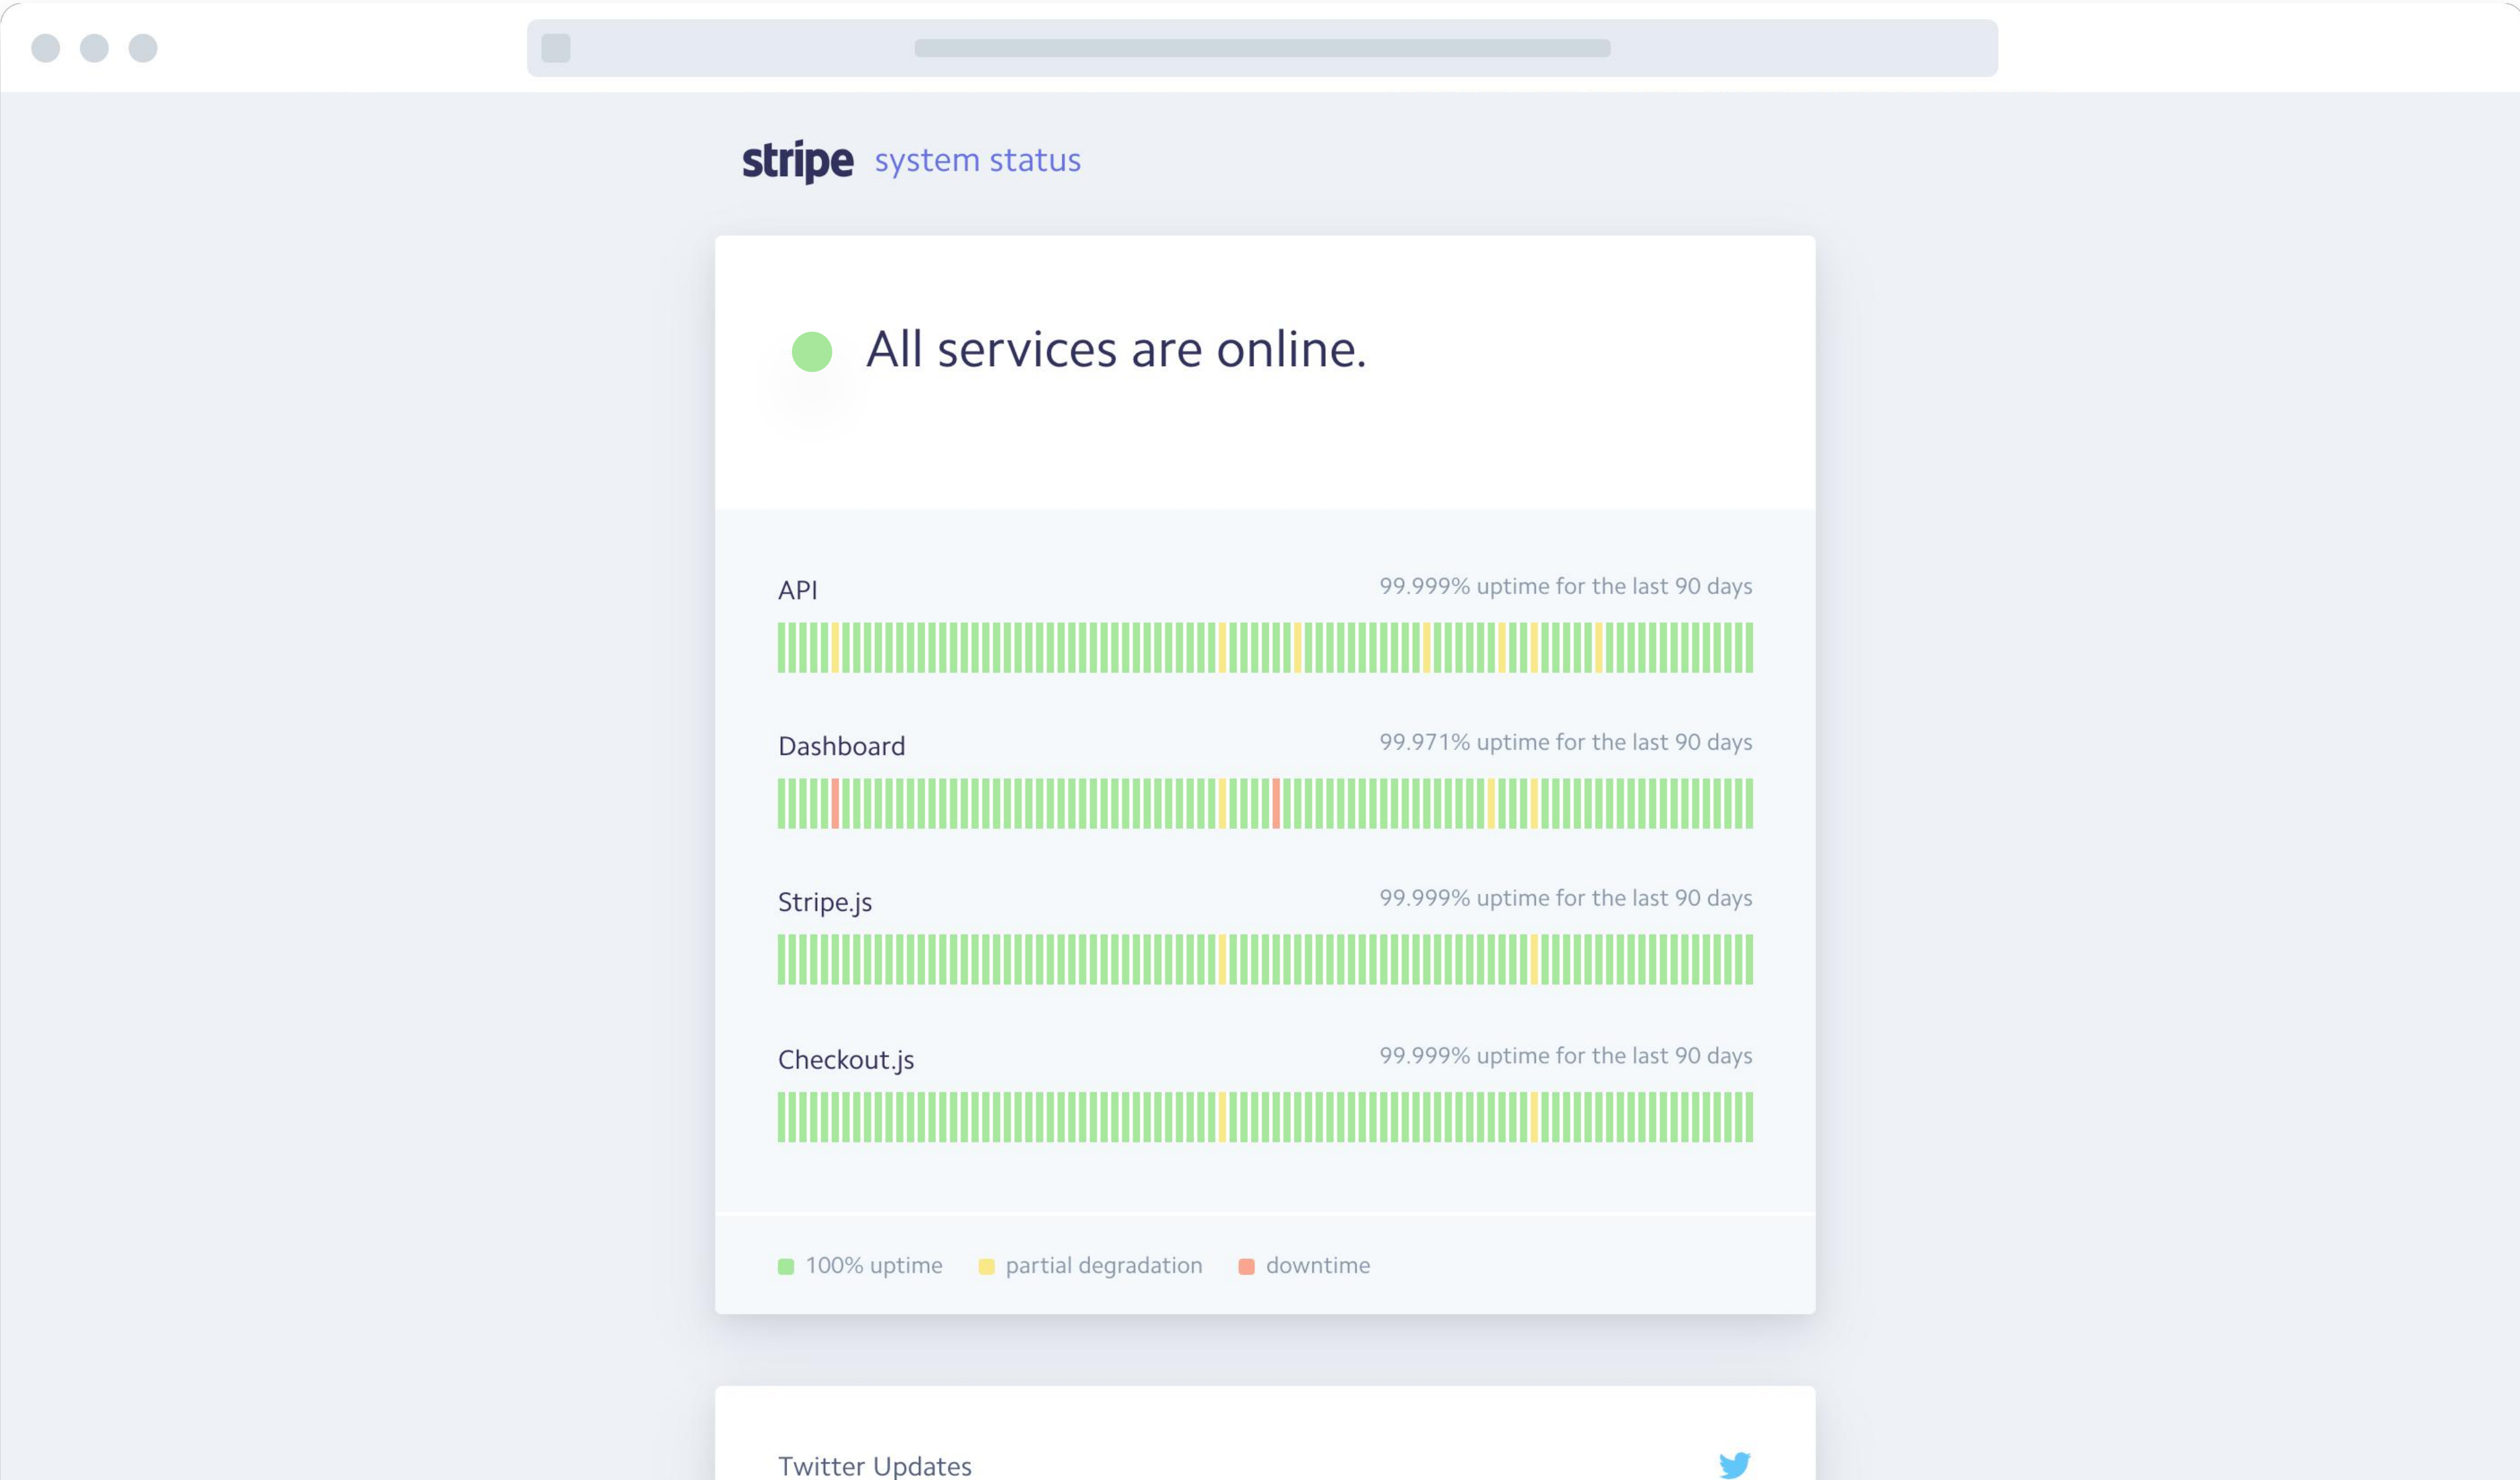 stripe system status
All services are online.
API 99.999% uptime for the last 90 days
Dashboard 99.971% uptime for the last 90 days
Stripe.js 99.999% uptime for the last 90 days
Checkout.js 99.999% uptime for the last 90 days
100% uptime partial degradation downtime
Twitter Updates